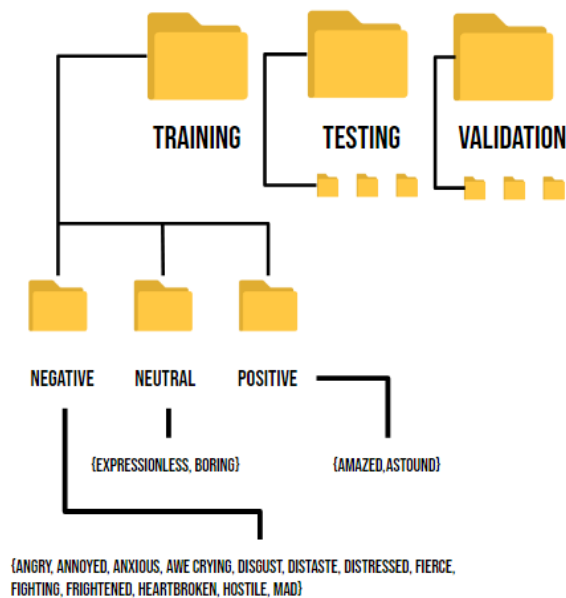 TRAINING
TESTING
VALIDATION
NEGATIVE
NEUTRAL
POSITIVE
{EXPRESSIONLESS, BORING}
{AMAZED,ASTOUND}
{ANGRY, ANNOYED, ANXIOUS, AWE CRYING, DISGUST, DISTASTE, DISTRESSED, FIERCE,
FIGHTING, FRIGHTENED, HEARTBROKEN, HOSTILE, MAD}